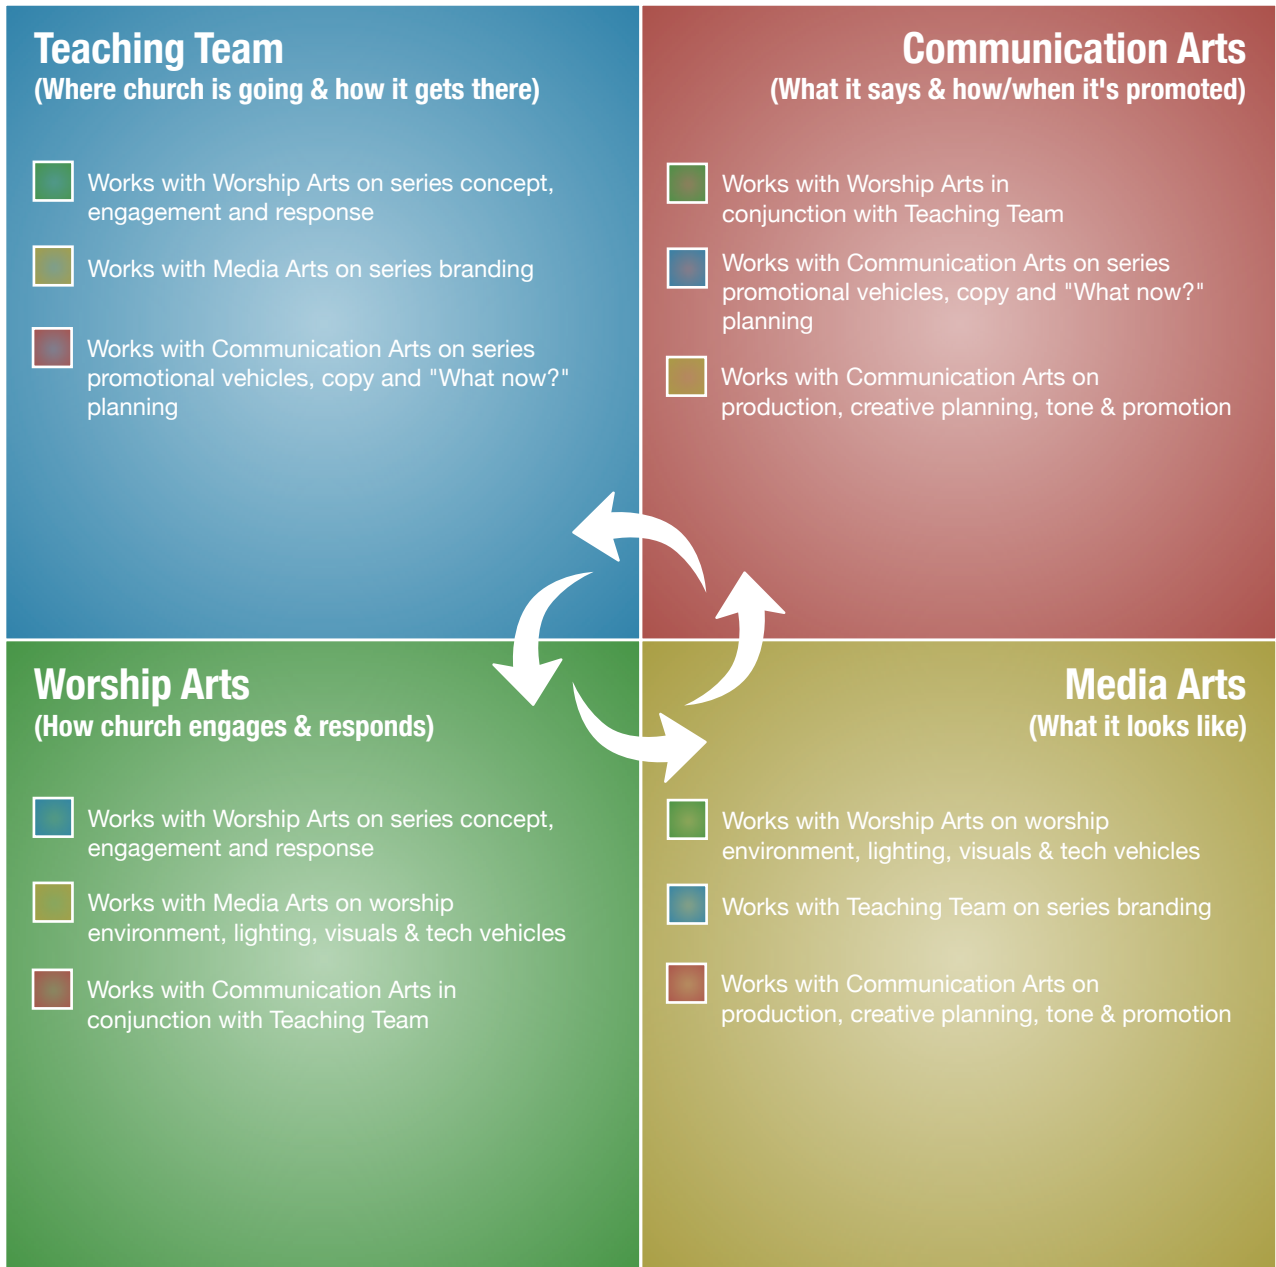 Teaching Team
(Where church is going & how it gets there)
Works with Worship Arts on series concept,
engagement and response
Works with Media Arts on series branding
Works with Communication Arts on series
promotional vehicles, copy and "What now?"
planning
Communication Arts
(What it says & how/when it's promoted)
Works with Worship Arts in
conjunction with Teaching Team
Works with Communication Arts on series
promotional vehicles, copy and "What now?"
planning
Works with Communication Arts on
production, creative planning, tone & promotion
Worship Arts
(How church engages & responds)
Works with Worship Arts on series concept,
engagement and response
Works with Media Arts on worship
environment, lighting, visuals & tech vehicles
Works with Communication Arts in
conjunction with Teaching Team
Media Arts
(What it looks like)
Works with Worship Arts on worship
environment, lighting, visuals & tech vehicles
Works with Teaching Team on series branding
Works with Communication Arts on
production, creative planning, tone & promotion